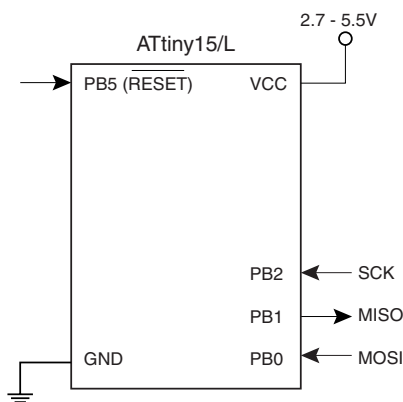 2.7 - 5.5V
ATtiny15/L
PB5 (RESET) VCC
PB2 SCK
PB1 MISO
GND PB0 MOSI